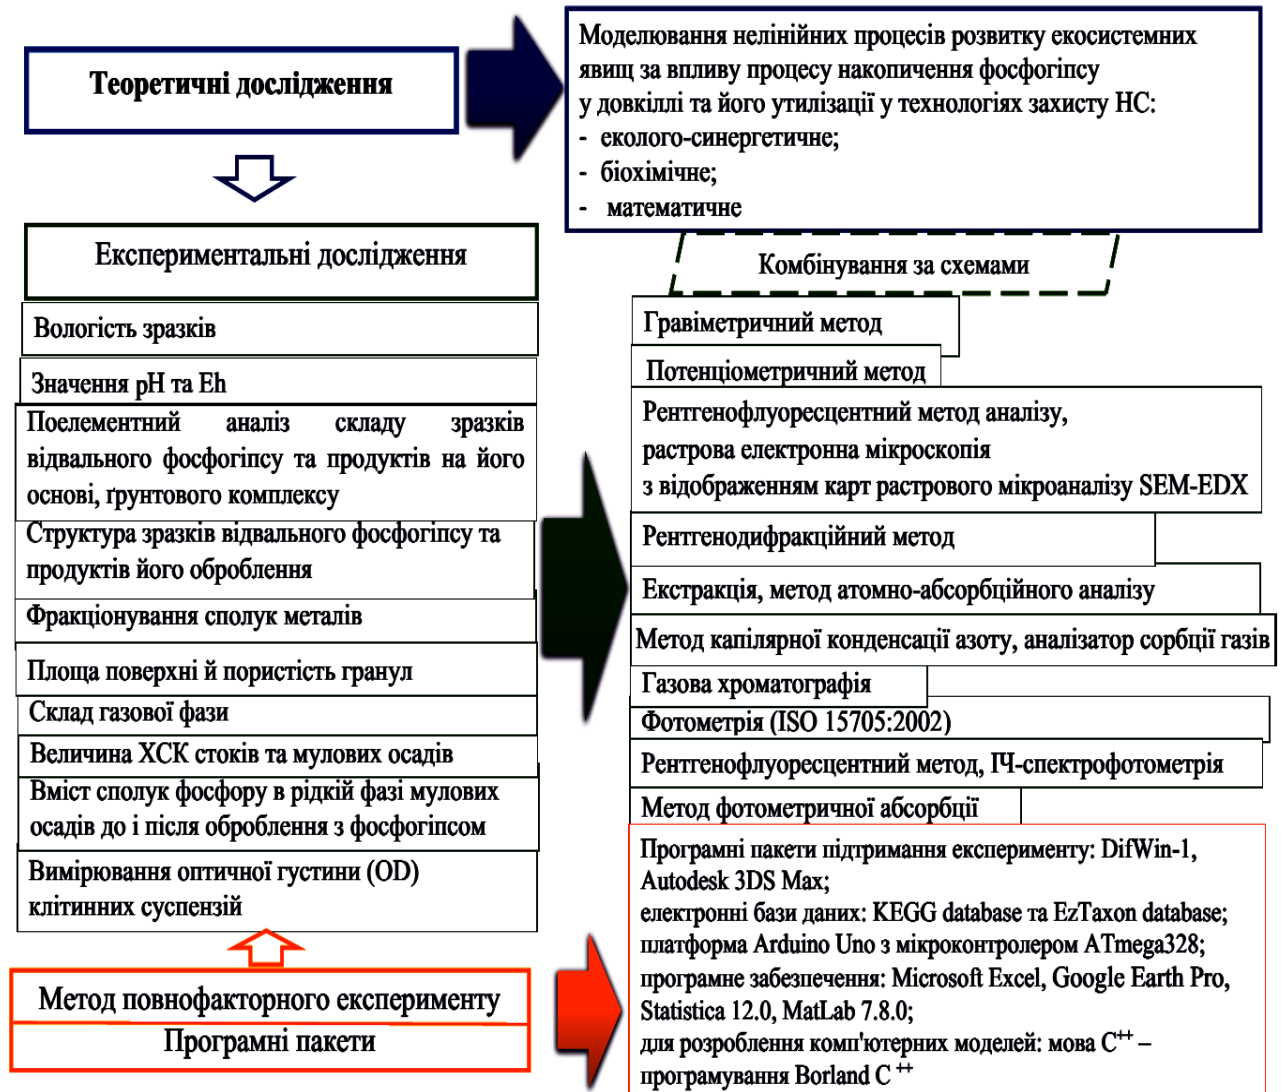 Теоретичні дослідження
Моделювання нелінійних процесів розвитку екосистемних
явищ за впливу процесу накопичення фосфогіпсу
у довкіллі та його утилізації у технологіях захисту НС:
- еколого-синергетичне;
- біохімічне;
- математичне
Експериментальні дослідження
Комбінування за схемами
Вологість зразків
Значення pH та Eh
Поелементний аналіз складу зразків
відвального фосфогіпсу та продуктів на його
основі, ґрунтового комплексу
Структура зразків відвального фосфогіпсу та
продуктів його оброблення
Фракціонування сполук металів
Площа поверхні й пористість гранул
Склад газової фази
Величина ХСК стоків та мулових осадів
Вміст сполук фосфору в рідкій фазі мулових
осадів до і після оброблення з фосфогіпсом
Вимірювання оптичної густини (OD)
клітинних суспензій
Гравіметричний метод
Потенціометричний метод
Рентгенофлуоресцентний метод аналізу,
растрова електронна мікроскопія
з відображенням карт растрового мікроаналізу SEM-EDX
Рентгенодифракційний метод
Екстракція, метод атомно-абсорбційного аналізу
Метод капілярної конденсації азоту, аналізатор сорбції газів
Газова хроматографія
Фотометрія (ISO 15705:2002)
Рентгенофлуоресцентний метод, ІЧ-спектрофотометрія
Метод фотометричної абсорбції
Метод повнофакторного експерименту
Програмні пакети
Програмні пакети підтримання експерименту: DifWin-1,
Autodesk 3DS Max;
електронні бази даних: KEGG database та EzTaxon database;
платформа Arduino Uno з мікроконтролером ATmega328;
програмне забезпечення: Microsoft Excel, Google Earth Pro,
Statistica 12.0, MatLab 7.8.0;
для розроблення комп'ютерних моделей: мова C⁺⁺ –
програмування Borland C ⁺⁺